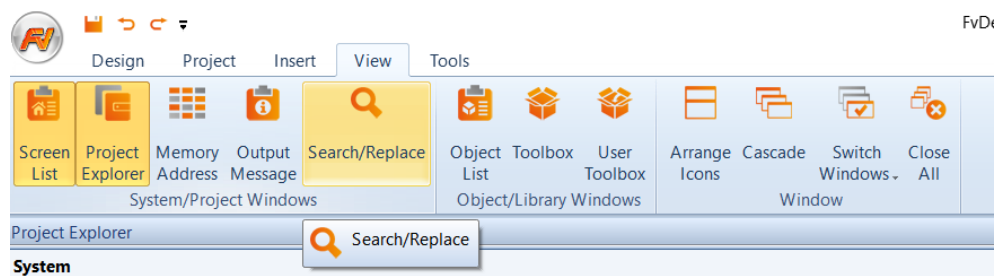 FV
FvDe
Design Project Insert View Tools
Screen List
Project Explorer
Memory Address
Output Message
Search/Replace
Object List
Toolbox
User Toolbox
Arrange Icons
Cascade
Switch Windows
Close All
System/Project Windows
Object/Library Windows
Window
Project Explorer
Search/Replace
System